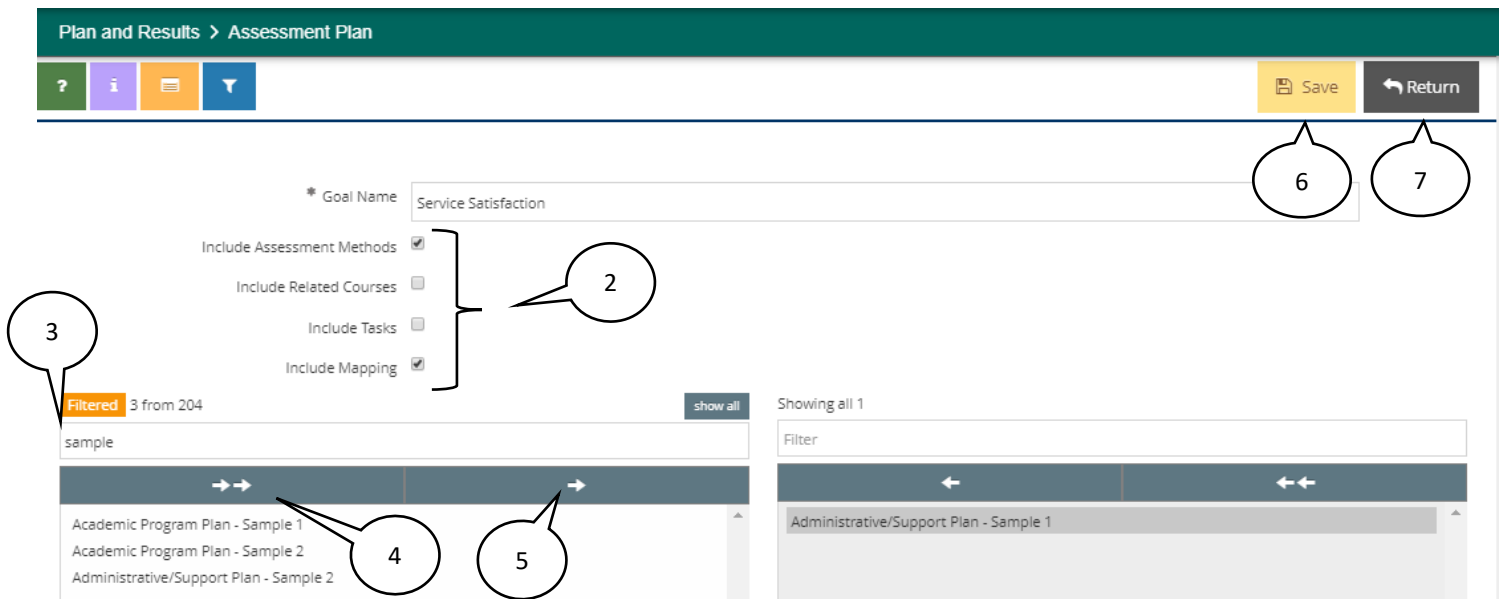 Plan and Results > Assessment Plan
? i
Save
Return
6
7
* Goal Name
Service Satisfaction
Include Assessment Methods
Include Related Courses
Include Tasks
Include Mapping
2
3
Filtered 3 from 204
show all
Showing all 1
sample
Filter
Academic Program Plan - Sample 1
Academic Program Plan - Sample 2
Administrative/Support Plan - Sample 2
Administrative/Support Plan - Sample 1
4
5